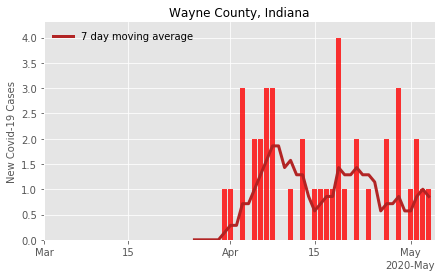 Wayne County, Indiana
7 day moving average
New Covid-19 Cases
4.0
3.5
3.0
2.5
2.0
1.5
1.0
0.5
0.0
Mar
15
Apr
15
May
2020-May